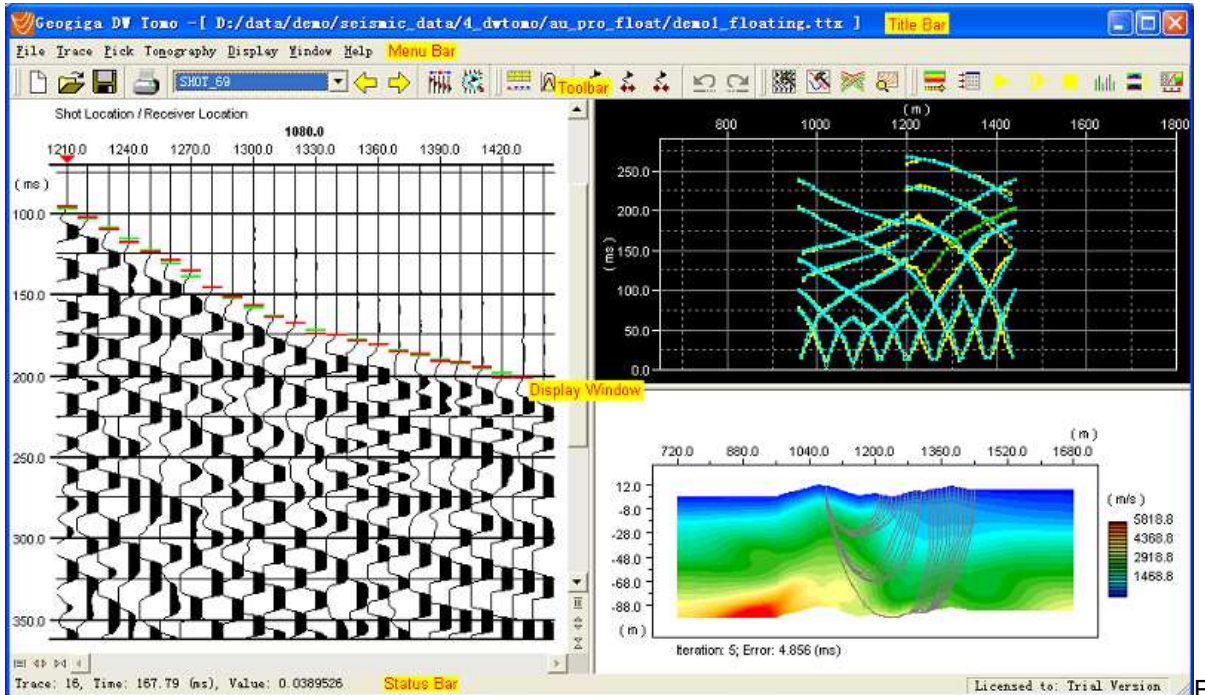 Geogiga DW Tomo -[ D:/data/demo/seismic_data/4_dwtomo/au_pro_float/demo1_floating.ttx ] Title Bar
File Trace Pick Tomography Display Window Help Menu Bar
SHOT_69 Toolbar
Shot Location / Receiver Location
1080.0
1210.0 1240.0 1270.0 1300.0 1330.0 1360.0 1390.0 1420.0
( ms )
100.0
150.0
200.0
250.0
300.0
350.0
( m )
800 1000 1200 1400 1600 1800
250.0
200.0
150.0
100.0
50.0
0.0
( ms )
Display Window
( m )
720.0 880.0 1040.0 1200.0 1360.0 1520.0 1680.0
12.0
-8.0
-28.0
-48.0
-68.0
-88.0
( m )
( m/s )
5818.8
4368.8
2918.8
1468.8
Iteration: 5; Error: 4.856 (ms)
Trace: 16, Time: 167.79 (ms), Value: 0.0389526 Status Bar Licensed to: Trial Version